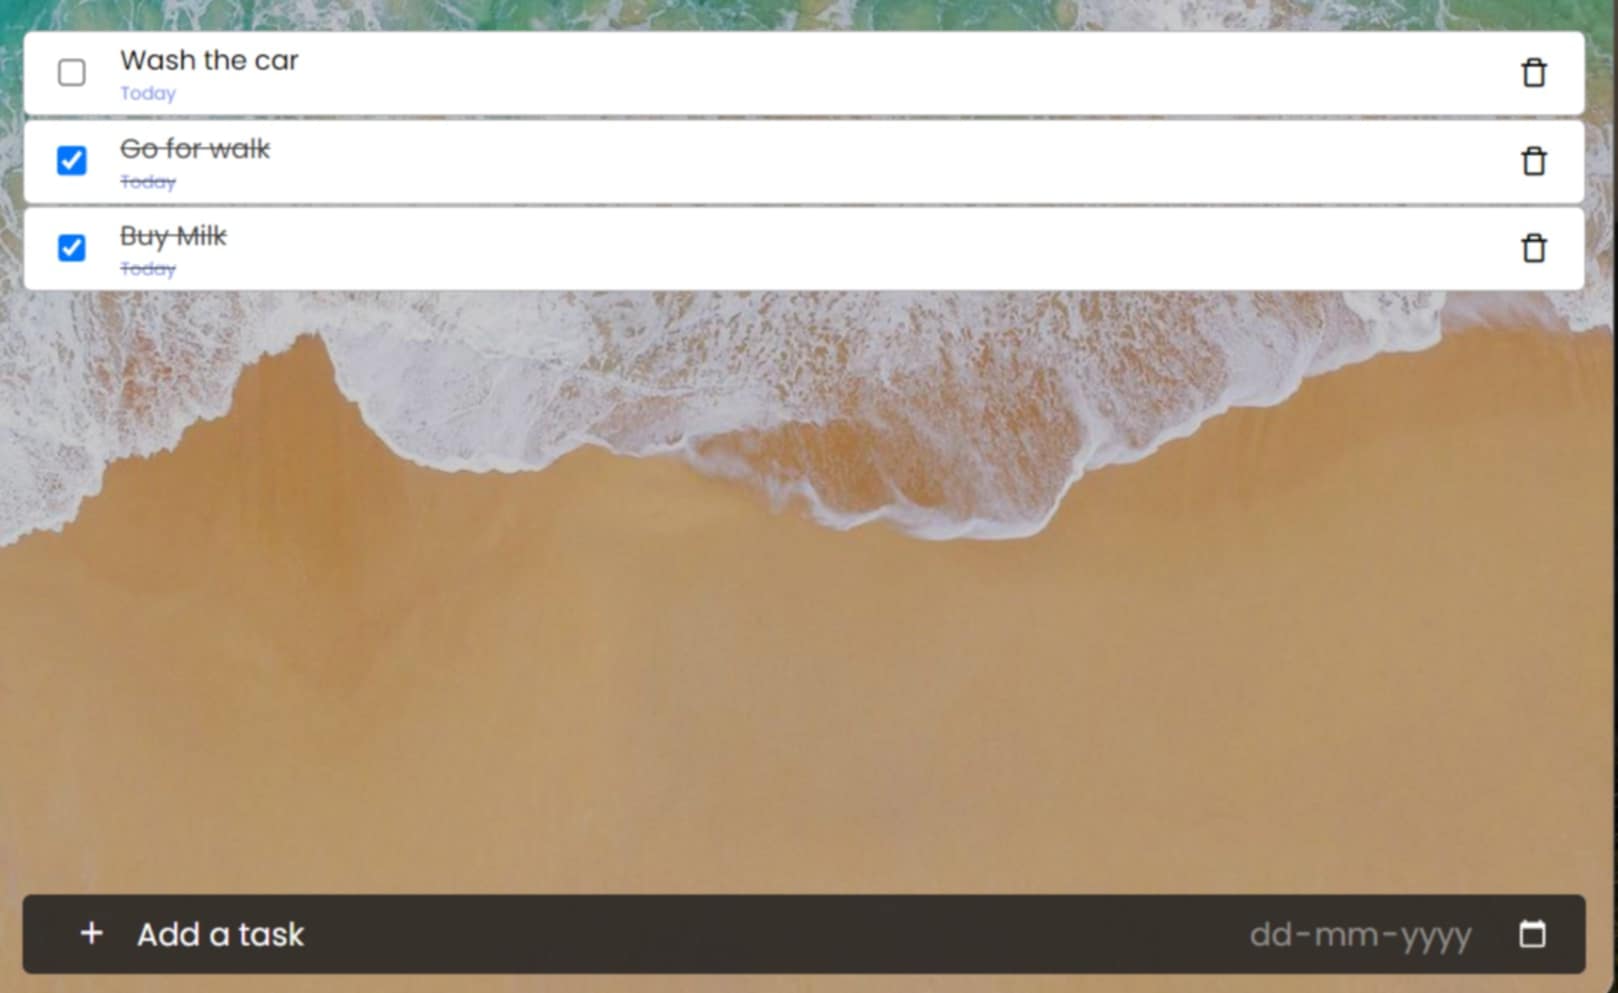 Wash the car
Today
Go for walk
Today
Buy Milk
Today
+ Add a task dd-mm-yyyy